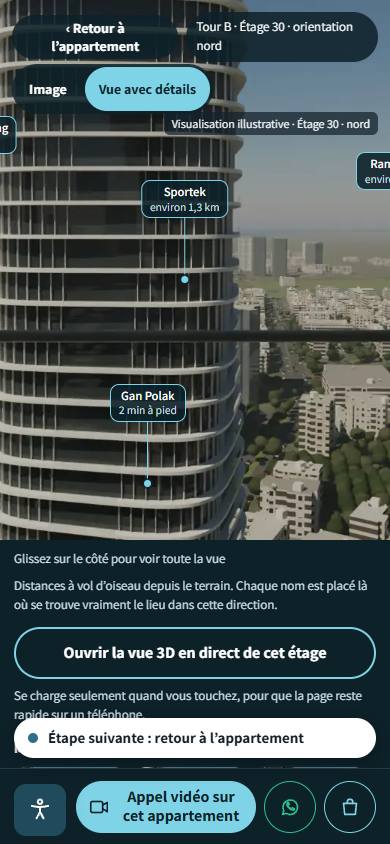 ‹ Retour à
l’appartement
Tour B · Étage 30 · orientation
nord
Image
Vue avec détails
Visualisation illustrative · Étage 30 · nord
Sportek
environ 1,3 km
Gan Polak
2 min à pied
Glissez sur le côté pour voir toute la vue
Distances à vol d’oiseau depuis le terrain. Chaque nom est placé là
où se trouve vraiment le lieu dans cette direction.
Ouvrir la vue 3D en direct de cet étage
Se charge seulement quand vous touchez, pour que la page reste
rapide sur un téléphone.
Étape suivante : retour à l’appartement
Appel vidéo sur
cet appartement